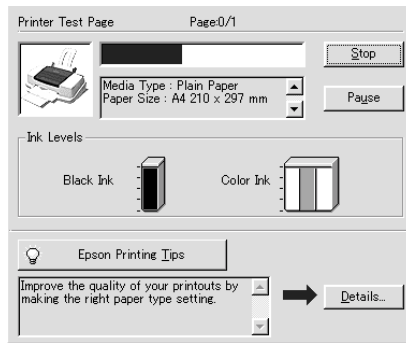 Printer Test Page Page:0/1
Stop
Media Type : Plain Paper
Paper Size : A4 210 x 297 mm
Pause
Ink Levels
Black Ink Color Ink
Epson Printing Tips
Improve the quality of your printouts by
making the right paper type setting.
Details...